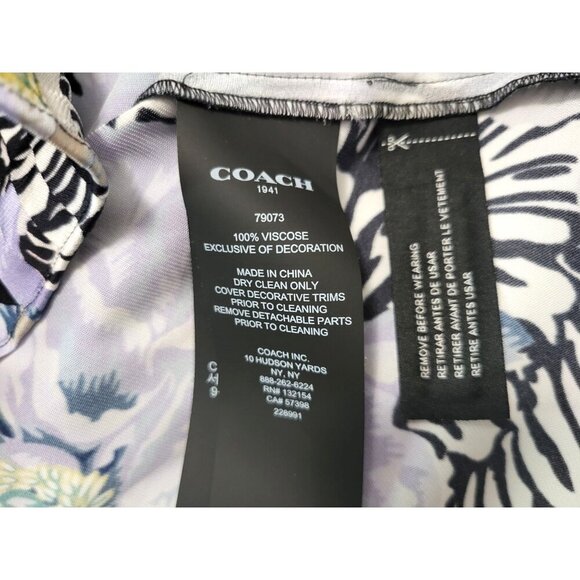 COACH
1941
79073
100% VISCOSE
EXCLUSIVE OF DECORATION
MADE IN CHINA
DRY CLEAN ONLY
COVER DECORATIVE TRIMS
PRIOR TO CLEANING
REMOVE DETACHABLE PARTS
PRIOR TO CLEANING
COACH INC.
10 HUDSON YARDS
NY, NY
888-262-6224
RN# 132154
CA# 57398
228991
C
서
9
REMOVE BEFORE WEARING
RETIRAR ANTES DE USAR
RETIRER AVANT DE PORTER LE VETEMENT
RETIRE ANTES USAR